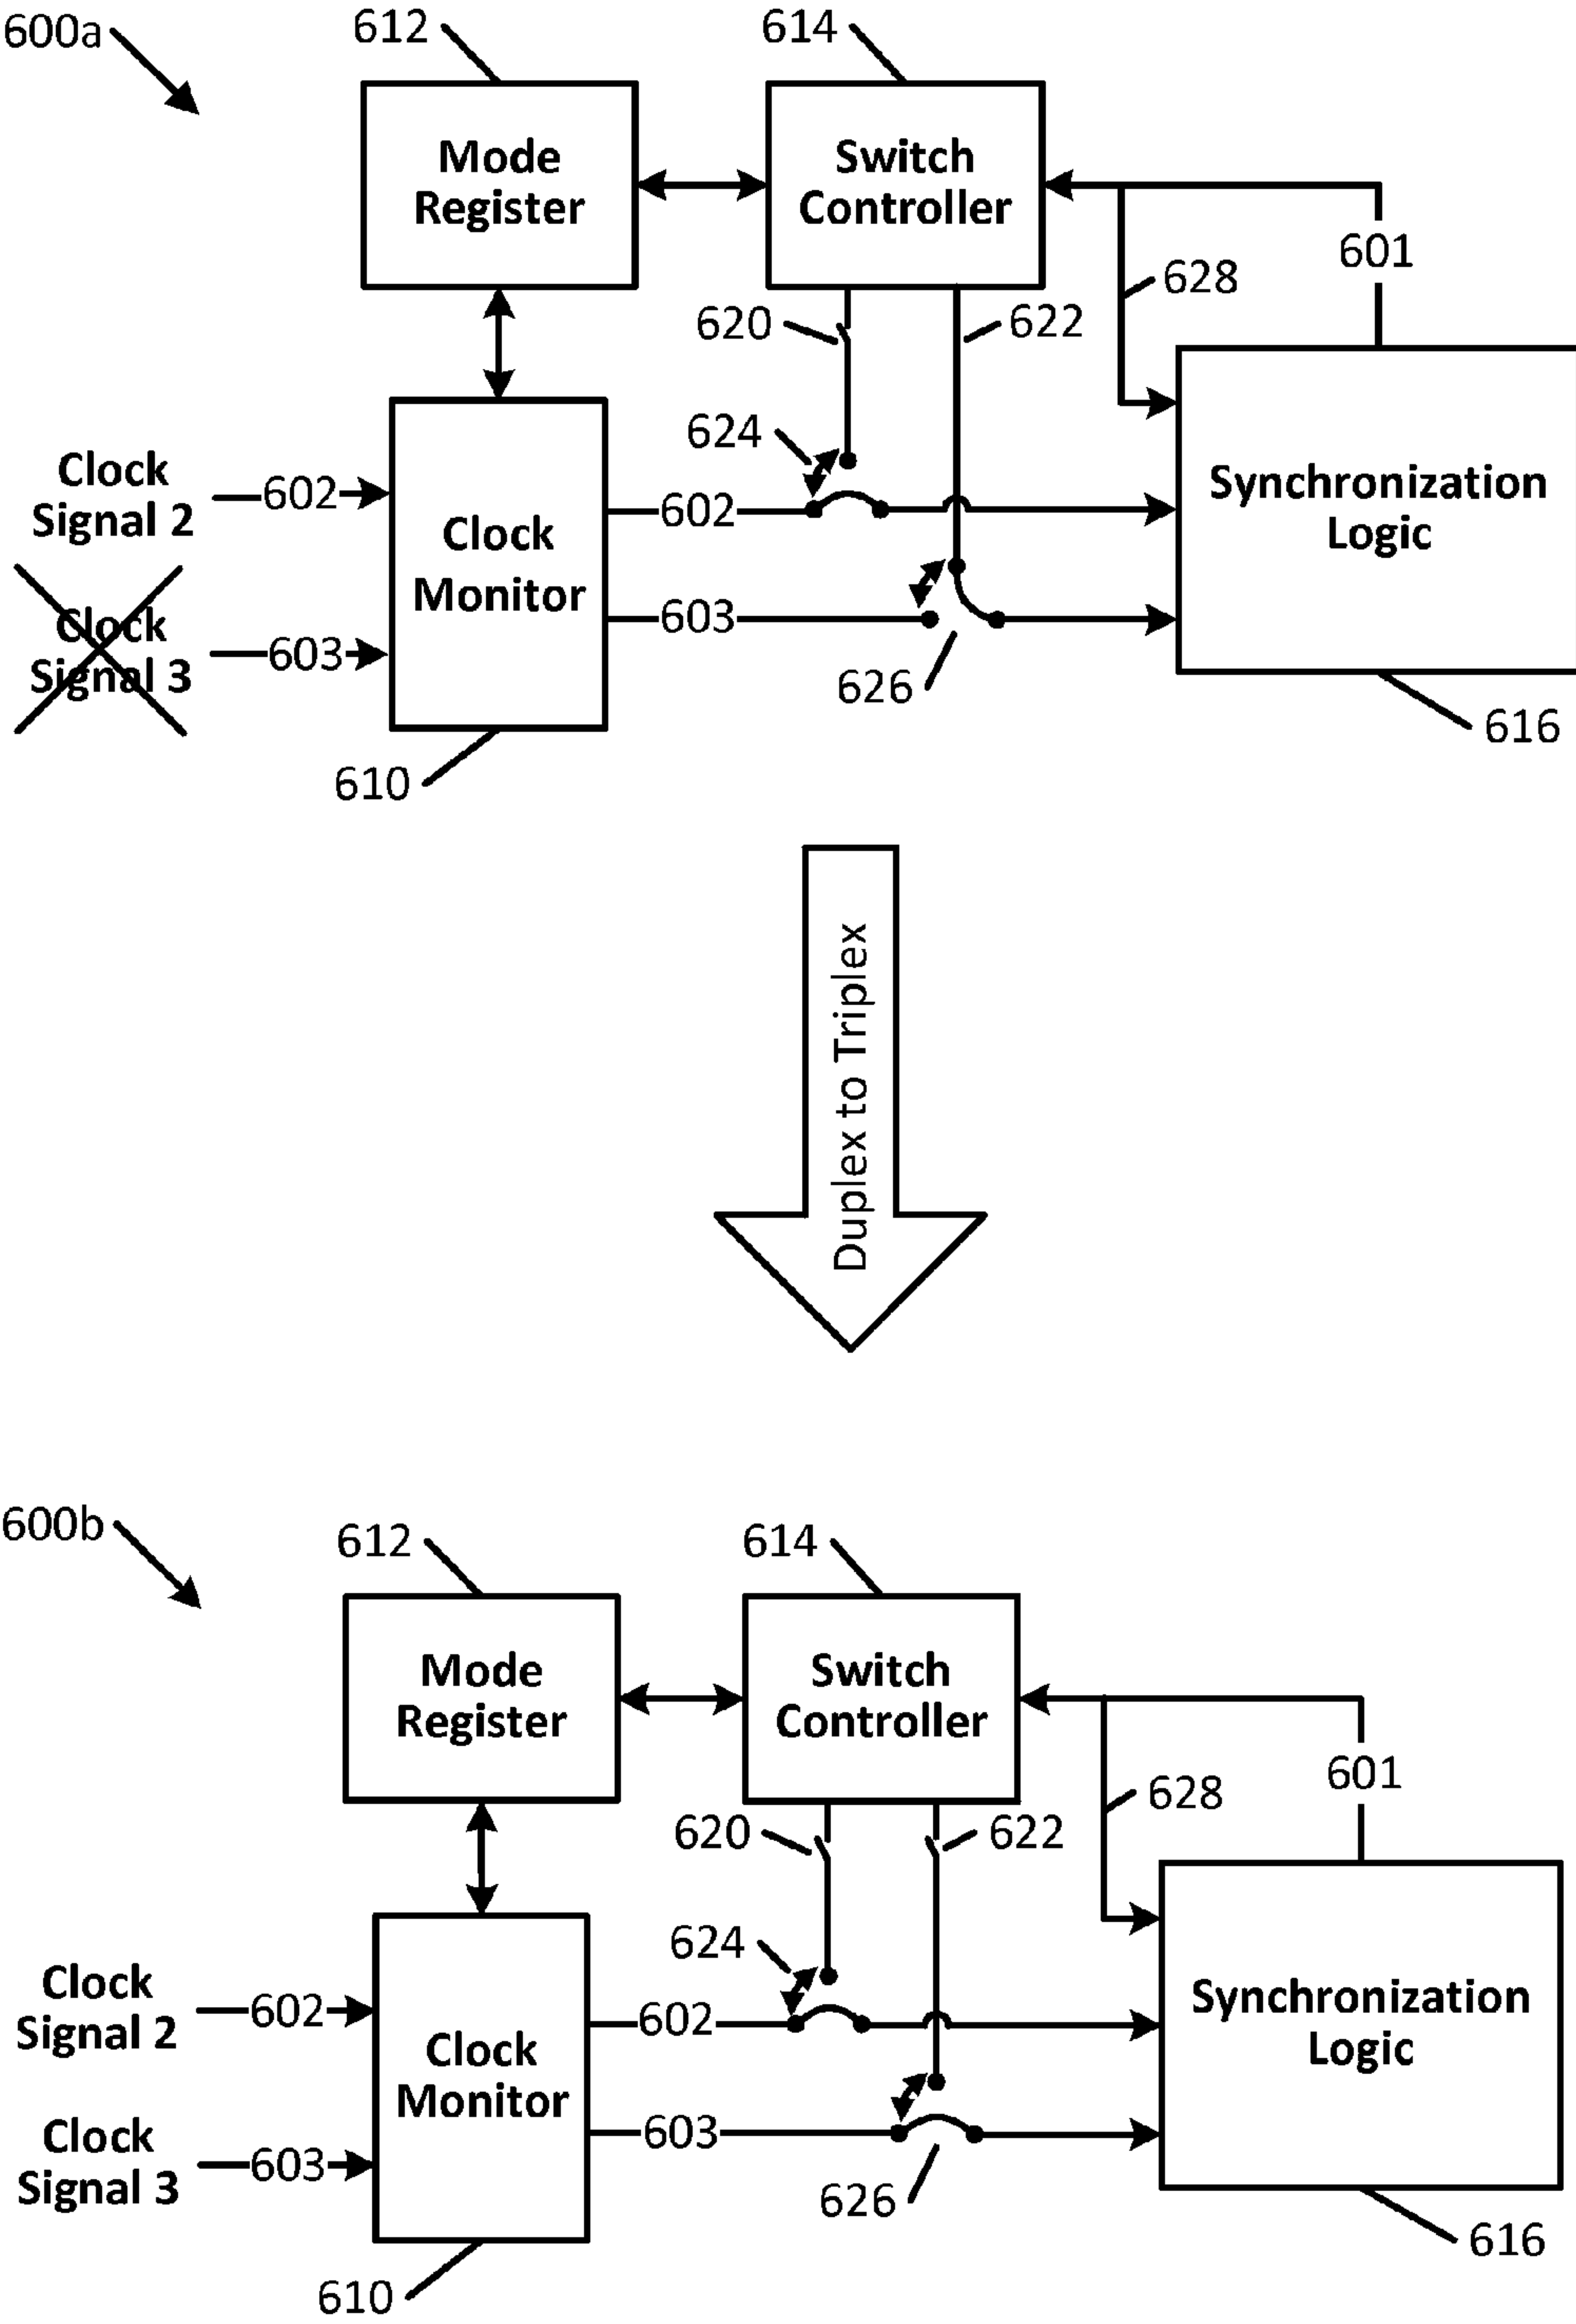 600a
612
614
Mode
Register
Switch
Controller
601
628
620
622
624
Clock
Signal 2
602
602
Clock
Monitor
Synchronization
Logic
Clock
Signal 3
603
603
626
616
610
Duplex to Triplex
600b
612
614
Mode
Register
Switch
Controller
601
628
620
622
624
Clock
Signal 2
602
602
Clock
Monitor
Synchronization
Logic
Clock
Signal 3
603
603
626
616
610